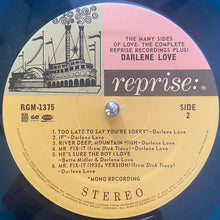 THE MANY SIDES
OF LOVE: THE COMPLETE
REPRISE RECORDINGS PLUS!
DARLENE LOVE
reprise:
RGM-1375
SIDE
2
1. TOO LATE TO SAY YOU'RE SORRY* -Darlene Love
2. IF* -Darlene Love
3. RIVER DEEP, MOUNTAIN HIGH -Darlene Love
4. MR. FIX-IT (from Dick Tracy) -Darlene Love
5. HE'S SURE THE BOY I LOVE
-Bette Midler & Darlene Love
6. MR. FIX-IT (1930s VERSION) (from Dick Tracy)
-Darlene Love
*MONO RECORDING
STEREO